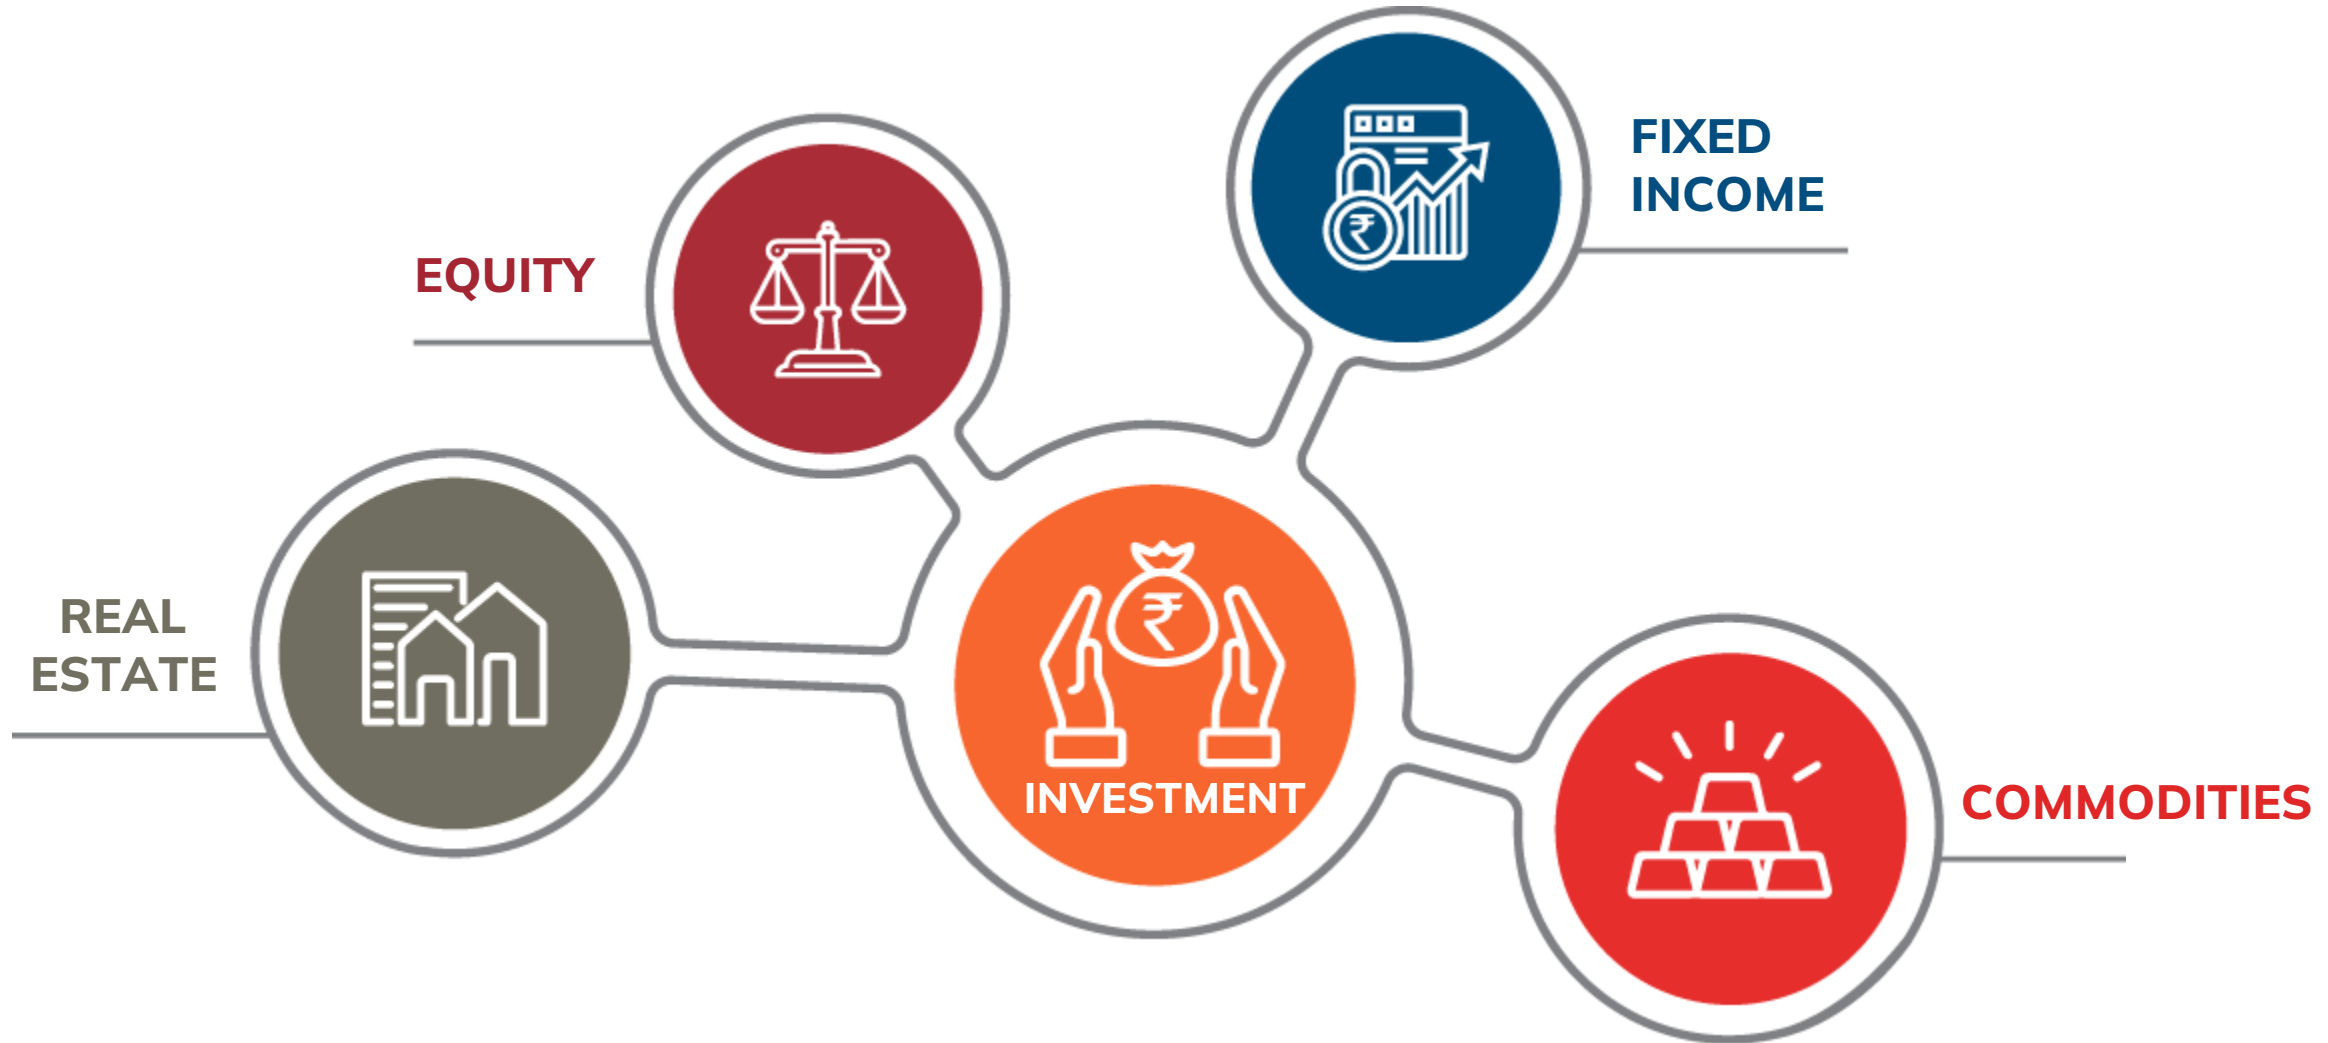 FIXED
INCOME
EQUITY
₹
REAL
ESTATE
₹
INVESTMENT
COMMODITIES